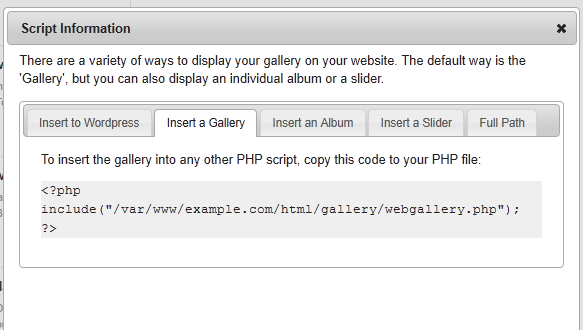 Script Information
There are a variety of ways to display your gallery on your website. The default way is the
'Gallery', but you can also display an individual album or a slider.
Insert to Wordpress Insert a Gallery Insert an Album Insert a Slider Full Path
To insert the gallery into any other PHP script, copy this code to your PHP file:
<?php
include("/var/www/example.com/html/gallery/webgallery.php");
?>